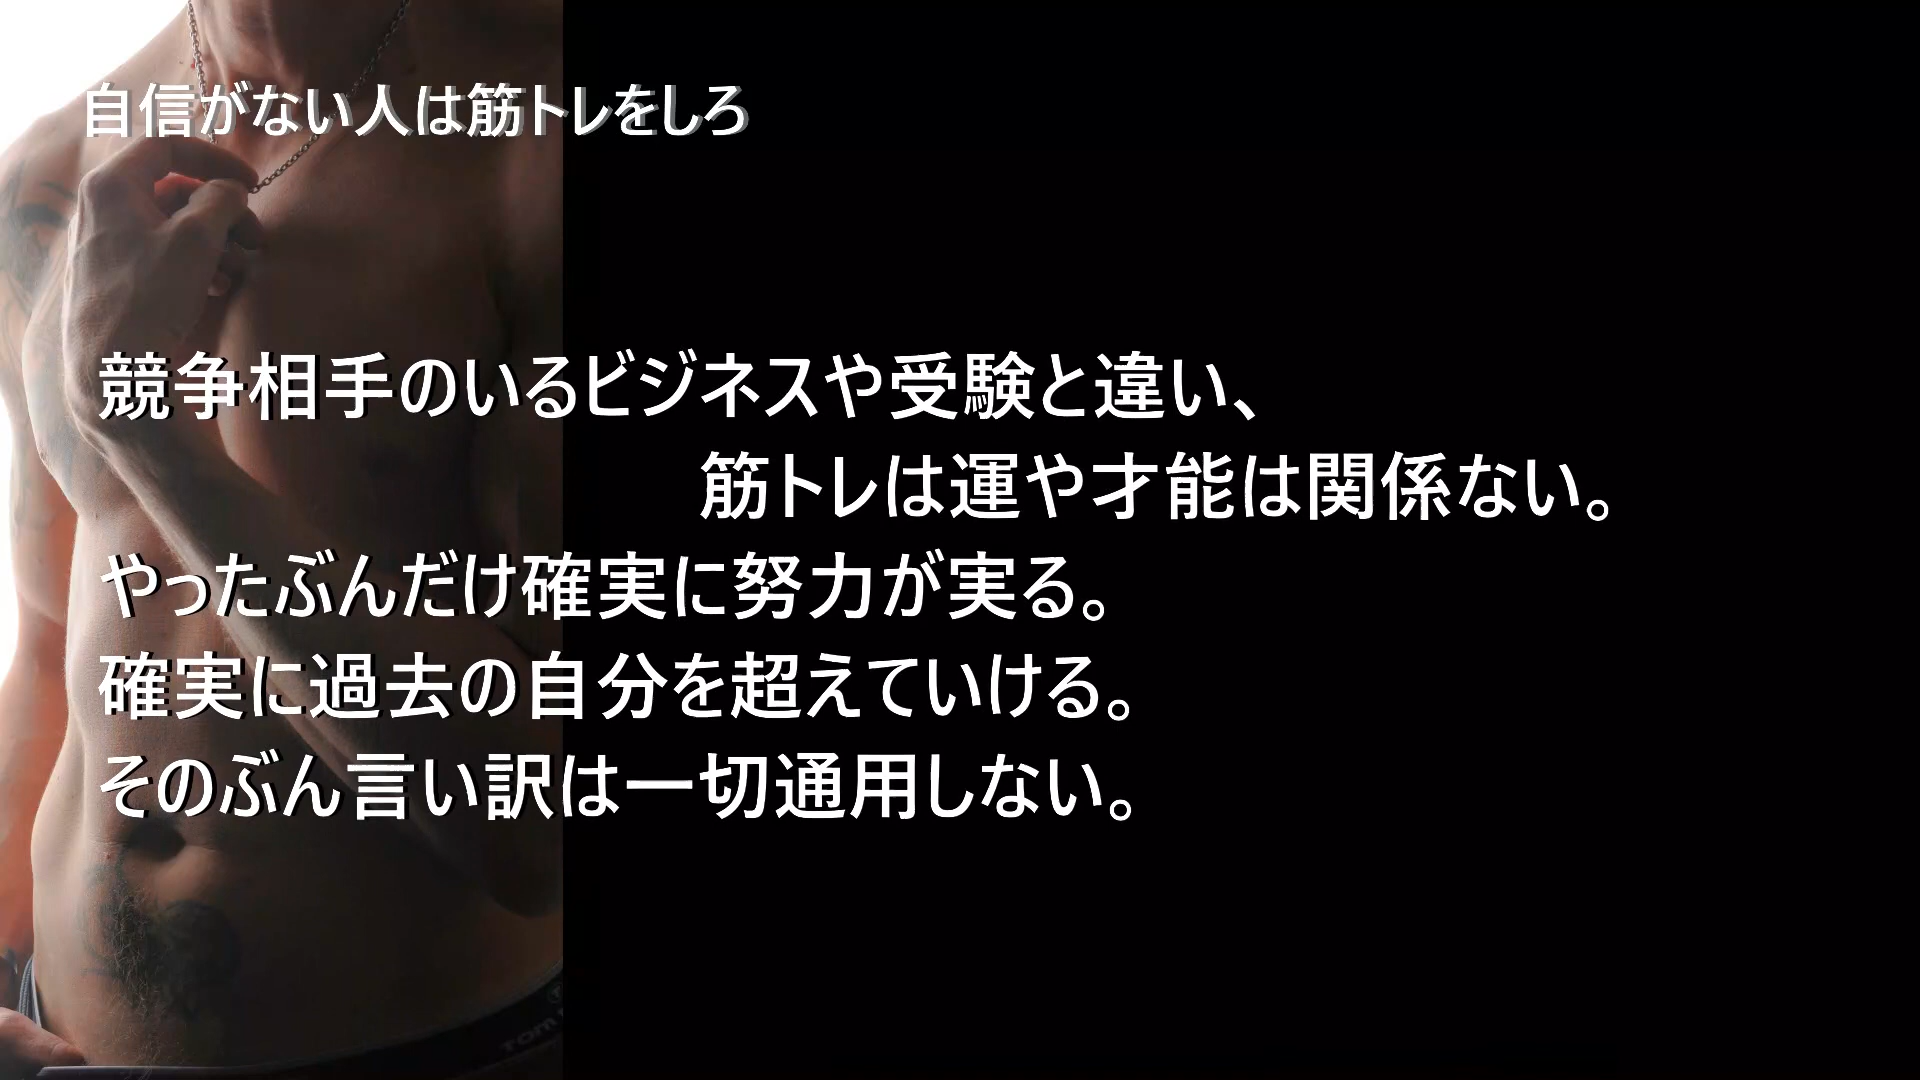 自信がない人は筋トレをしろ
競争相手のいるビジネスや受験と違い、
筋トレは運や才能は関係ない。
やったぶんだけ確実に努力が実る。
確実に過去の自分を超えていける。
そのぶん言い訳は一切通用しない。
TOM